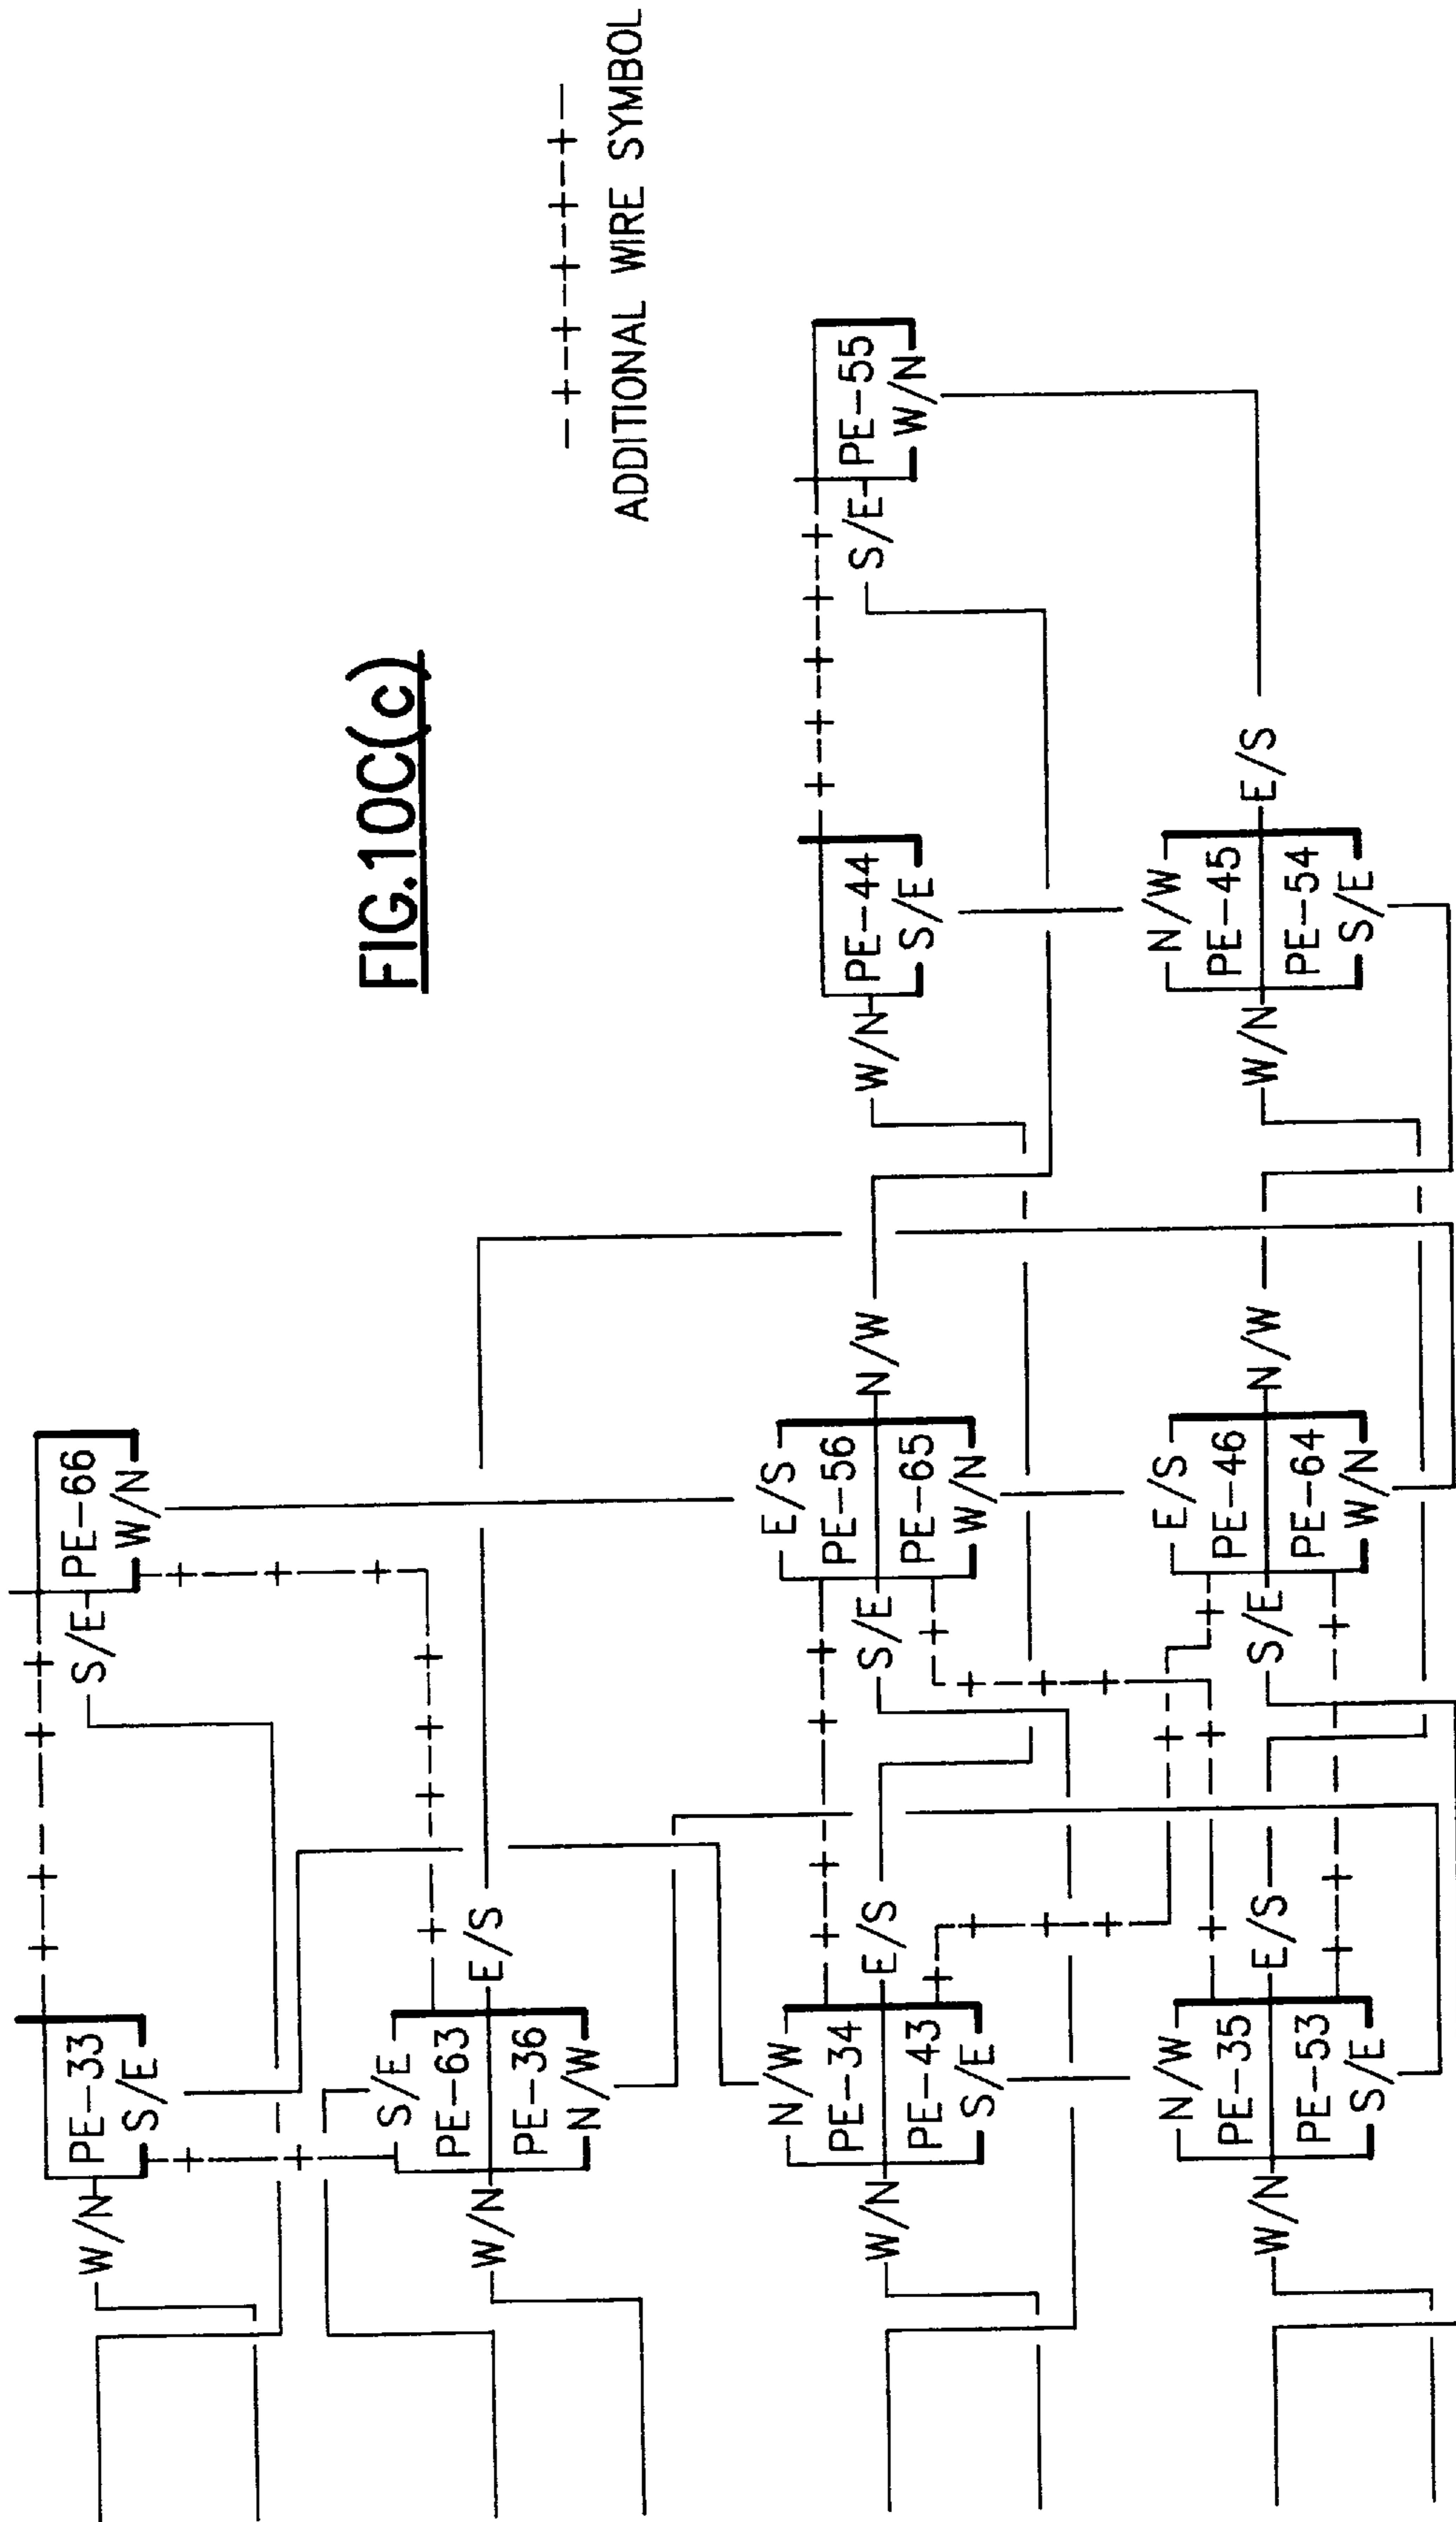 FIG.10C(c)
-+-+-+-+-+-
ADDITIONAL WIRE SYMBOL
PE-33
W/N
S/E
PE-66
S/E
W/N
S/E
PE-63
PE-36
W/N
E/S
N/W
N/W
PE-34
PE-43
W/N
E/S
S/E
E/S
PE-56
PE-65
S/E
N/W
W/N
PE-44
W/N
S/E
PE-55
S/E
W/N
N/W
PE-35
PE-53
W/N
E/S
S/E
E/S
PE-46
PE-64
S/E
N/W
W/N
N/W
PE-45
PE-54
W/N
E/S
S/E